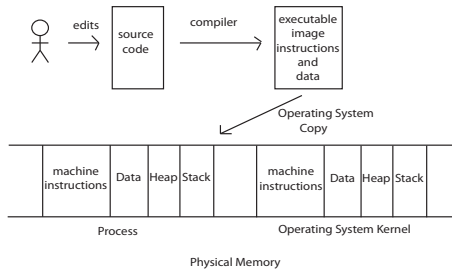 edits
source
code
compiler
executable
image
instructions
and
data
Operating System
Copy
machine
instructions
Data
Heap
Stack
machine
instructions
Data
Heap
Stack
Process
Operating System Kernel
Physical Memory